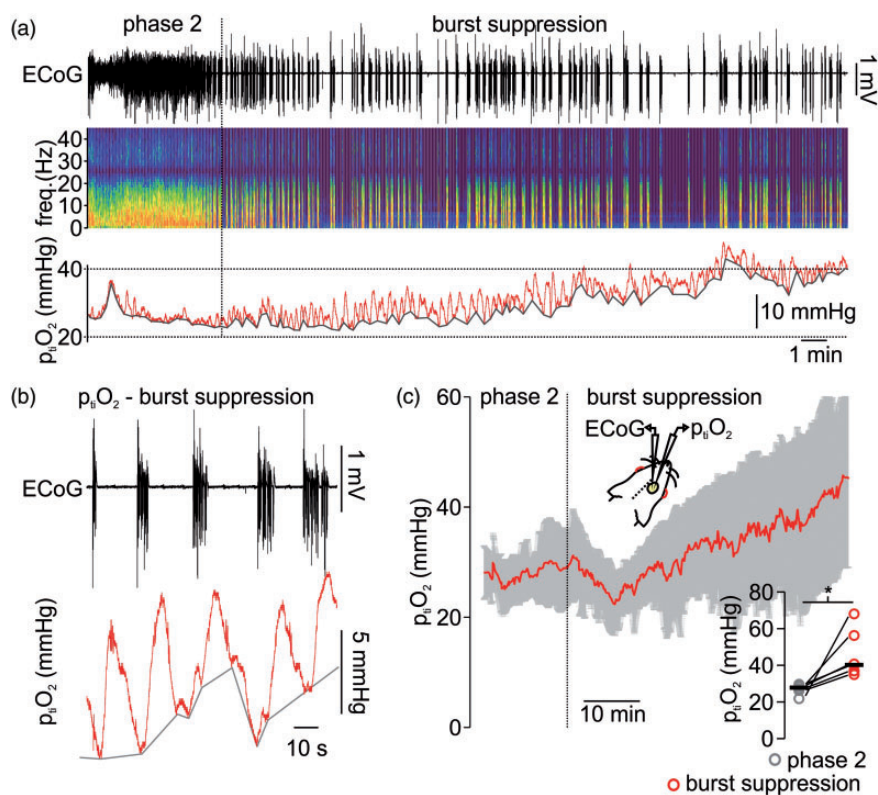 (a) phase 2 burst suppression
ECoG
1 mV
40
30
20
10
0
freq.(Hz)
40
20
ptiO2 (mmHg)
10 mmHg
1 min
(b) ptiO2 - burst suppression
ECoG
1 mV
ptiO2 (mmHg)
5 mmHg
10 s
(c)
60
40
20
0
ptiO2 (mmHg)
phase 2 burst suppression
ECoG ptiO2
10 min
80
60
40
20
0
ptiO2 (mmHg)
*
phase 2
burst suppression